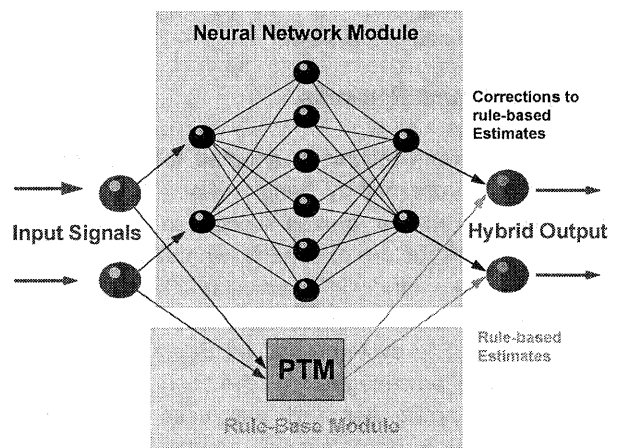 Neural Network Module
Corrections to
rule-based
Estimates
Input Signals
Hybrid Output
Rule-based
Estimates
PTM
Rule-Base Module